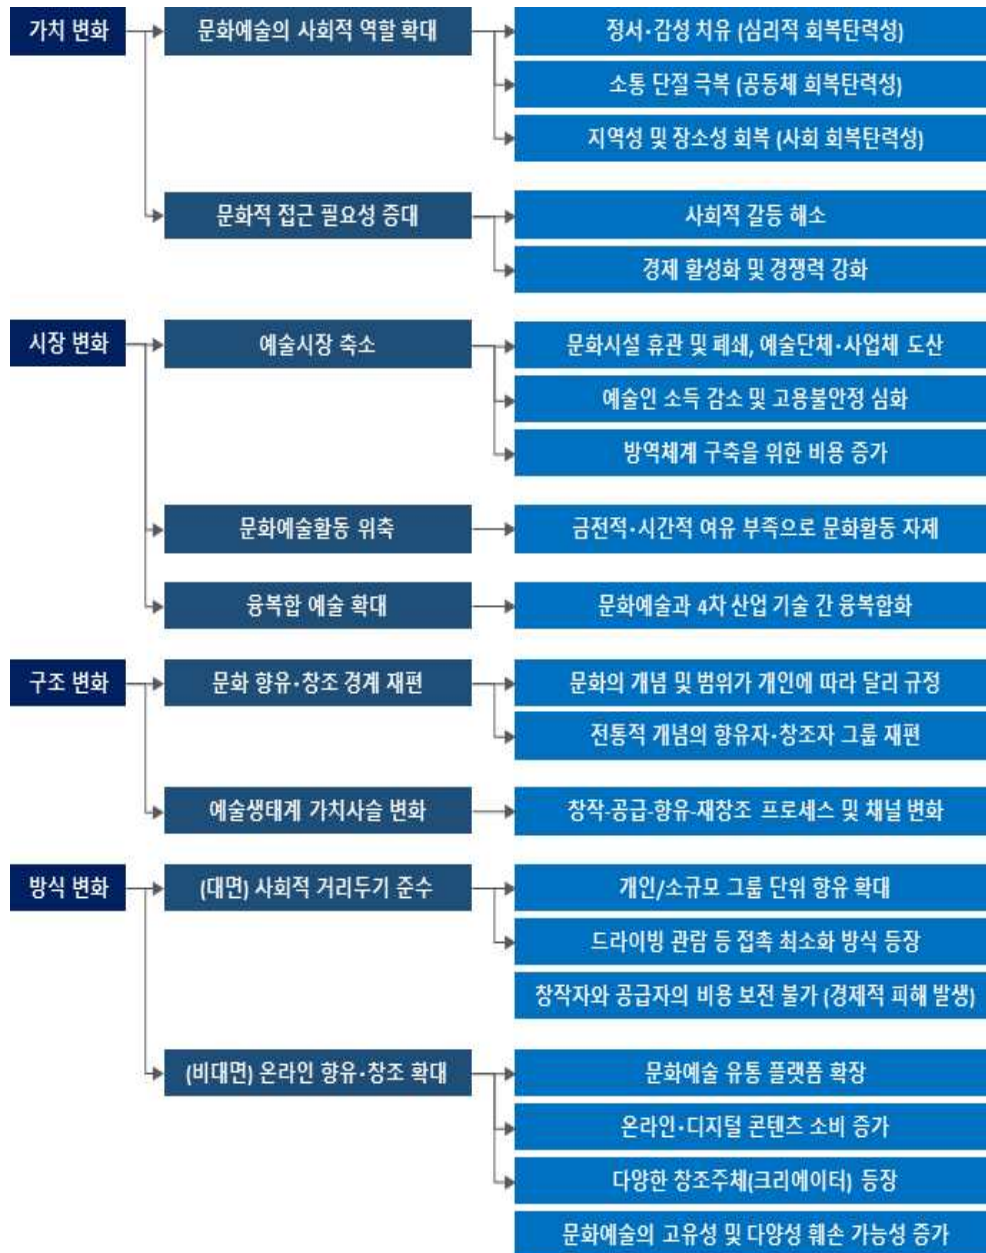 가치 변화
문화예술의 사회적 역할 확대
정서·감성 치유 (심리적 회복탄력성)
소통 단절 극복 (공동체 회복탄력성)
지역성 및 장소성 회복 (사회 회복탄력성)
문화적 접근 필요성 증대
사회적 갈등 해소
경제 활성화 및 경쟁력 강화
시장 변화
예술시장 축소
문화시설 휴관 및 폐쇄, 예술단체·사업체 도산
예술인 소득 감소 및 고용불안정 심화
방역체계 구축을 위한 비용 증가
문화예술활동 위축
금전적·시간적 여유 부족으로 문화활동 자제
융복합 예술 확대
문화예술과 4차 산업 기술 간 융복합화
구조 변화
문화 향유·창조 경계 재편
문화의 개념 및 범위가 개인에 따라 달리 규정
전통적 개념의 향유자·창조자 그룹 재편
예술생태계 가치사슬 변화
창작-공급-향유-재창조 프로세스 및 채널 변화
방식 변화
(대면) 사회적 거리두기 준수
개인/소규모 그룹 단위 향유 확대
드라이빙 관람 등 접촉 최소화 방식 등장
창작자와 공급자의 비용 보전 불가 (경제적 피해 발생)
(비대면) 온라인 향유·창조 확대
문화예술 유통 플랫폼 확장
온라인·디지털 콘텐츠 소비 증가
다양한 창조주체(크리에이터) 등장
문화예술의 고유성 및 다양성 훼손 가능성 증가